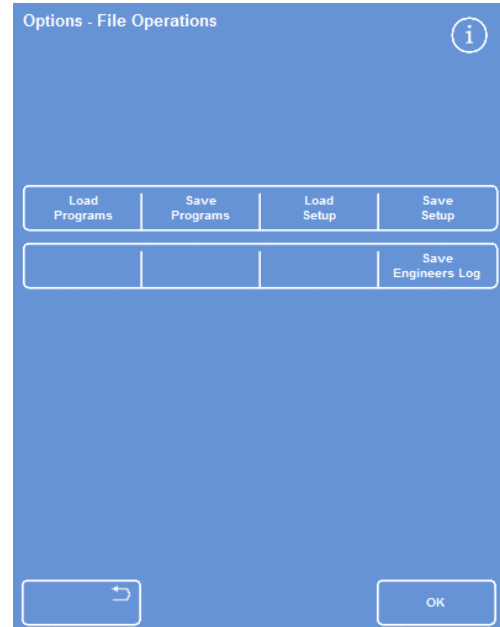 Options - File Operations
i
Load Save Load Save
Programs Programs Setup Setup
Save
Engineers Log
OK